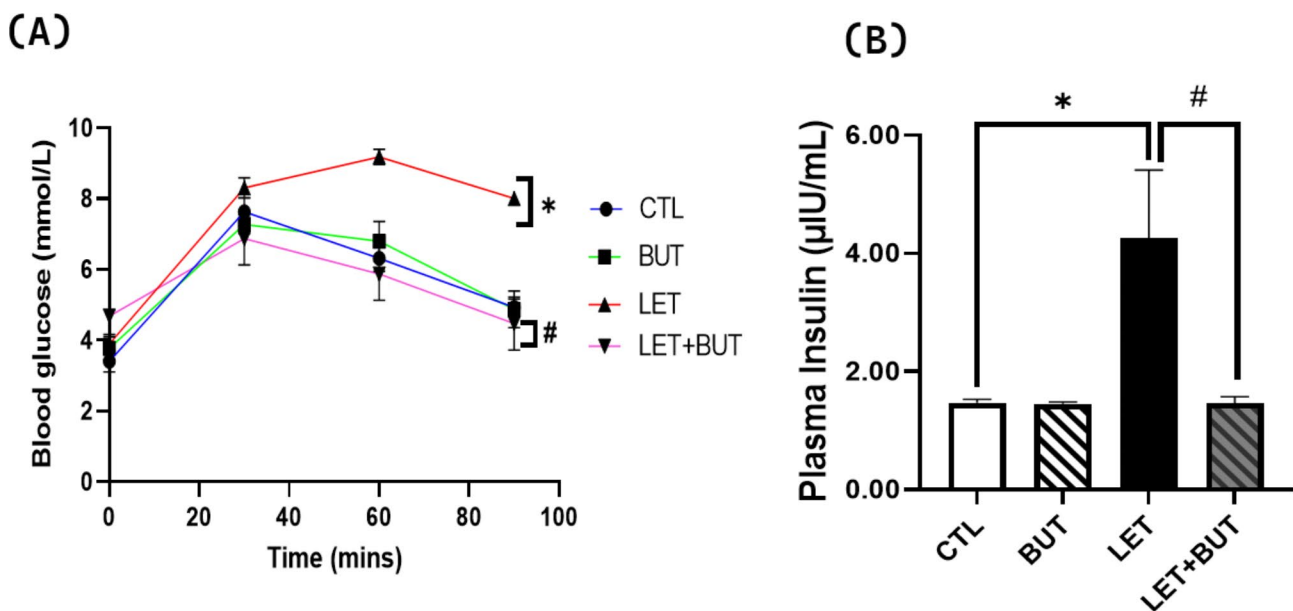 (A)
Blood glucose (mmol/L)
10
8
6
4
2
0
0 20 40 60 80 100
Time (mins)
*
#
CTL
BUT
LET
LET+BUT
(B)
Plasma Insulin (µIU/mL)
6.00
4.00
2.00
0.00
* #
CTL BUT LET LET+BUT